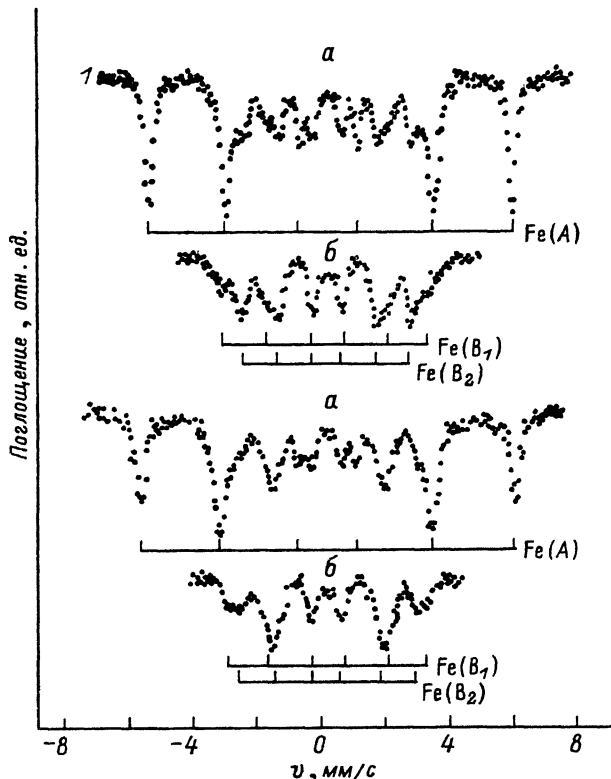 1
а
Fe(A)
б
Fe(B₁)
Fe(B₂)
а
Fe(A)
б
Fe(B₁)
Fe(B₂)
Поглощение, отн. ед.
-8 -4 0 4 8
υ, мм/с